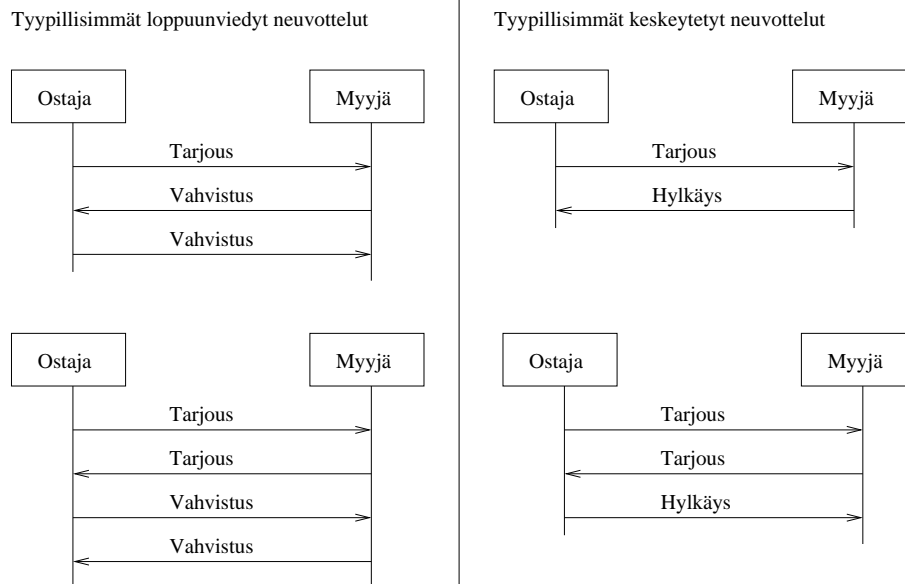 Tyypillisimmät loppuunviedyt neuvottelut
Ostaja
Myyjä
Tarjous
Vahvistus
Vahvistus
Ostaja
Myyjä
Tarjous
Tarjous
Vahvistus
Vahvistus
Tyypillisimmät keskeytetyt neuvottelut
Ostaja
Myyjä
Tarjous
Hylkäys
Ostaja
Myyjä
Tarjous
Tarjous
Hylkäys